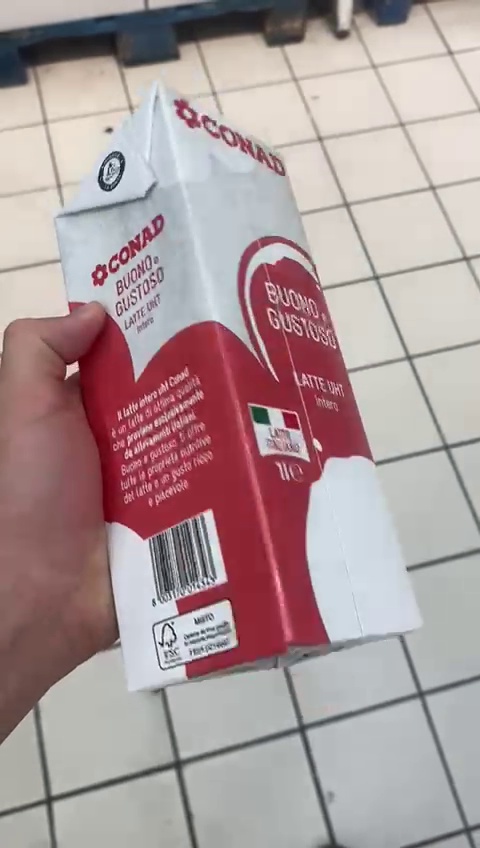 CONAD
BUONO e
GUSTOSO
LATTE UHT
Intero
Il latte intero uht Conad
è un latte di ottima qualità
che proviene esclusivamente
da allevamenti italiani.
Buono e gustoso, ti offre
tutte le proprietà nutritive
del latte e un gusto ricco
e piacevole.
MISTO
FSC
CONAD
BUONO e
GUSTOSO
LATTE UHT
Intero
LATTE
ITALIANO
1l e